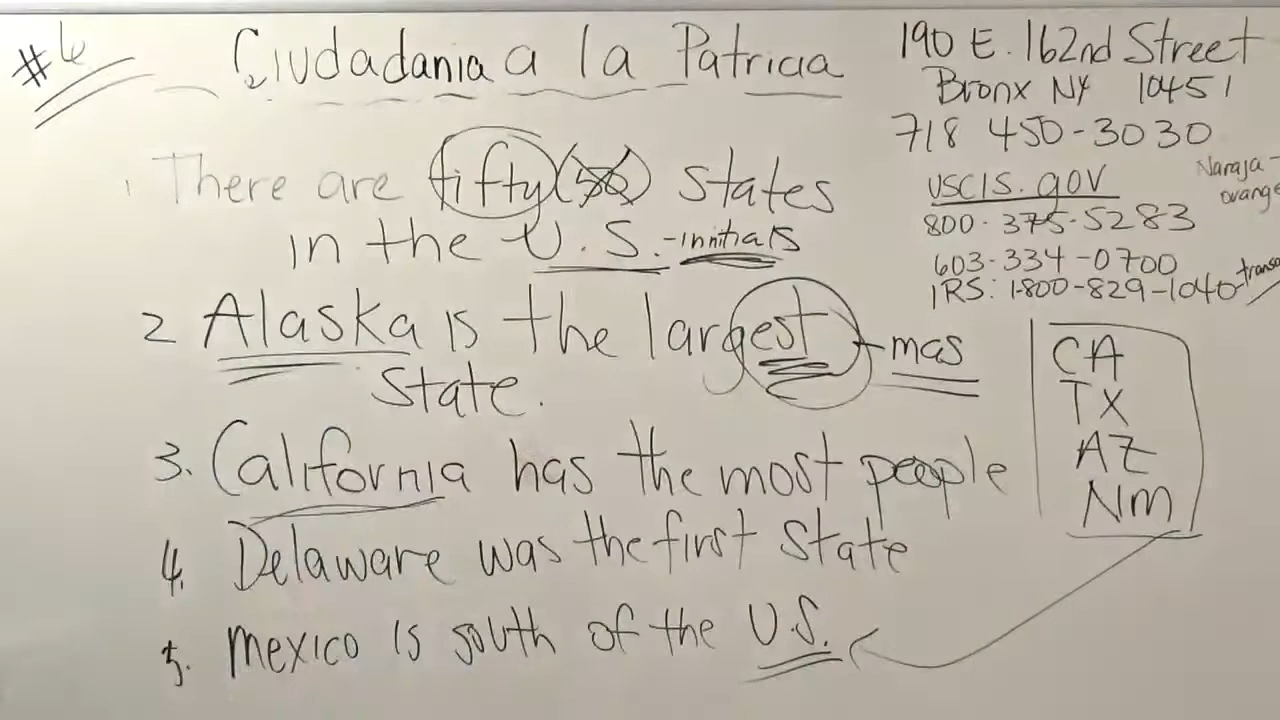 #6
Ciudadania a la Patricia
1 There are fifty (50) states
in the U.S. - innitials
2 Alaska is the largest - mas
State.
3. California has the most people
4. Delaware was the first State
5. mexico is south of the U.S.
190 E. 162nd Street
Bronx NY 10451
718 450-3030
USCIS.gov
800-375-5283
603-334-0700
IRS: 1-800-829-1040
Naraja -
orange
CA
TX
AZ
NM